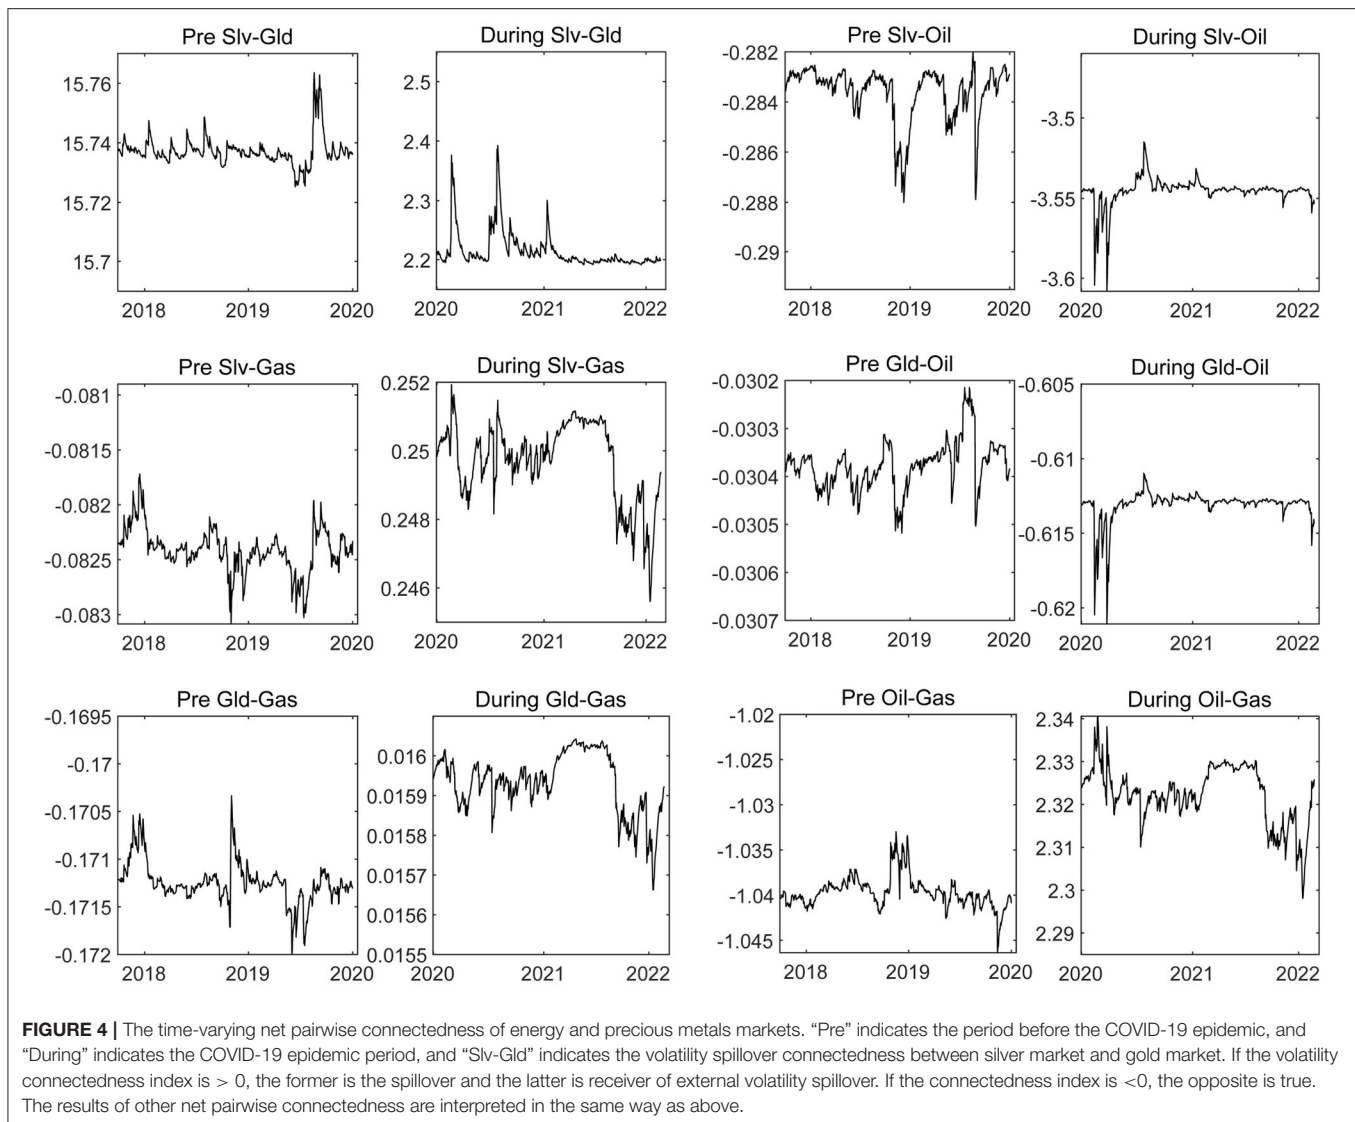 Pre Slv-Gld
15.76
15.74
15.72
15.7
2018 2019 2020
During Slv-Gld
2.5
2.4
2.3
2.2
2020 2021 2022
Pre Slv-Oil
-0.282
-0.284
-0.286
-0.288
-0.29
2018 2019 2020
During Slv-Oil
-3.5
-3.55
-3.6
2020 2021 2022
Pre Slv-Gas
-0.081
-0.0815
-0.082
-0.0825
-0.083
2018 2019 2020
During Slv-Gas
0.252
0.25
0.248
0.246
2020 2021 2022
Pre Gld-Oil
-0.0302
-0.0303
-0.0304
-0.0305
-0.0306
-0.0307
2018 2019 2020
During Gld-Oil
-0.605
-0.61
-0.615
-0.62
2020 2021 2022
Pre Gld-Gas
-0.1695
-0.17
-0.1705
-0.171
-0.1715
-0.172
2018 2019 2020
During Gld-Gas
0.016
0.0159
0.0158
0.0157
0.0156
0.0155
2020 2021 2022
Pre Oil-Gas
-1.02
-1.025
-1.03
-1.035
-1.04
-1.045
2018 2019 2020
During Oil-Gas
2.34
2.33
2.32
2.31
2.3
2.29
2020 2021 2022
FIGURE 4 | The time-varying net pairwise connectedness of energy and precious metals markets. “Pre” indicates the period before the COVID-19 epidemic, and
“During” indicates the COVID-19 epidemic period, and “Slv-Gld” indicates the volatility spillover connectedness between silver market and gold market. If the volatility
connectedness index is > 0, the former is the spillover and the latter is receiver of external volatility spillover. If the connectedness index is <0, the opposite is true.
The results of other net pairwise connectedness are interpreted in the same way as above.